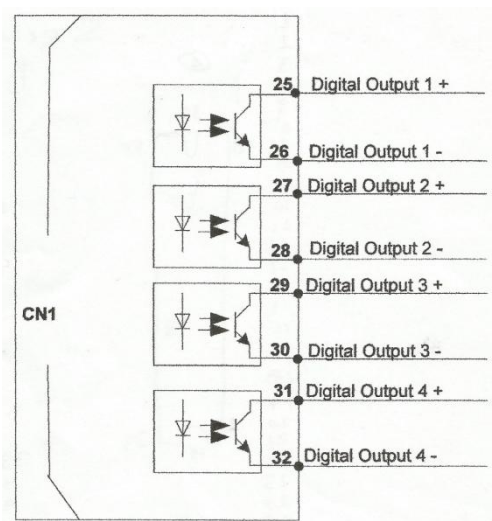 25 Digital Output 1 +
26 Digital Output 1 -
27 Digital Output 2 +
28 Digital Output 2 -
29 Digital Output 3 +
CN1
30 Digital Output 3 -
31 Digital Output 4 +
32 Digital Output 4 -